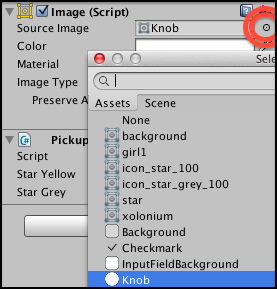 Image (Script)
Source Image Knob
Color
Material
Image Type
Preserve A
Pickup
Script
Star Yellow
Star Grey
Sele
Assets Scene
None
background
girl1
icon_star_100
icon_star_grey_100
star
xolonium
Background
Checkmark
InputFieldBackground
Knob